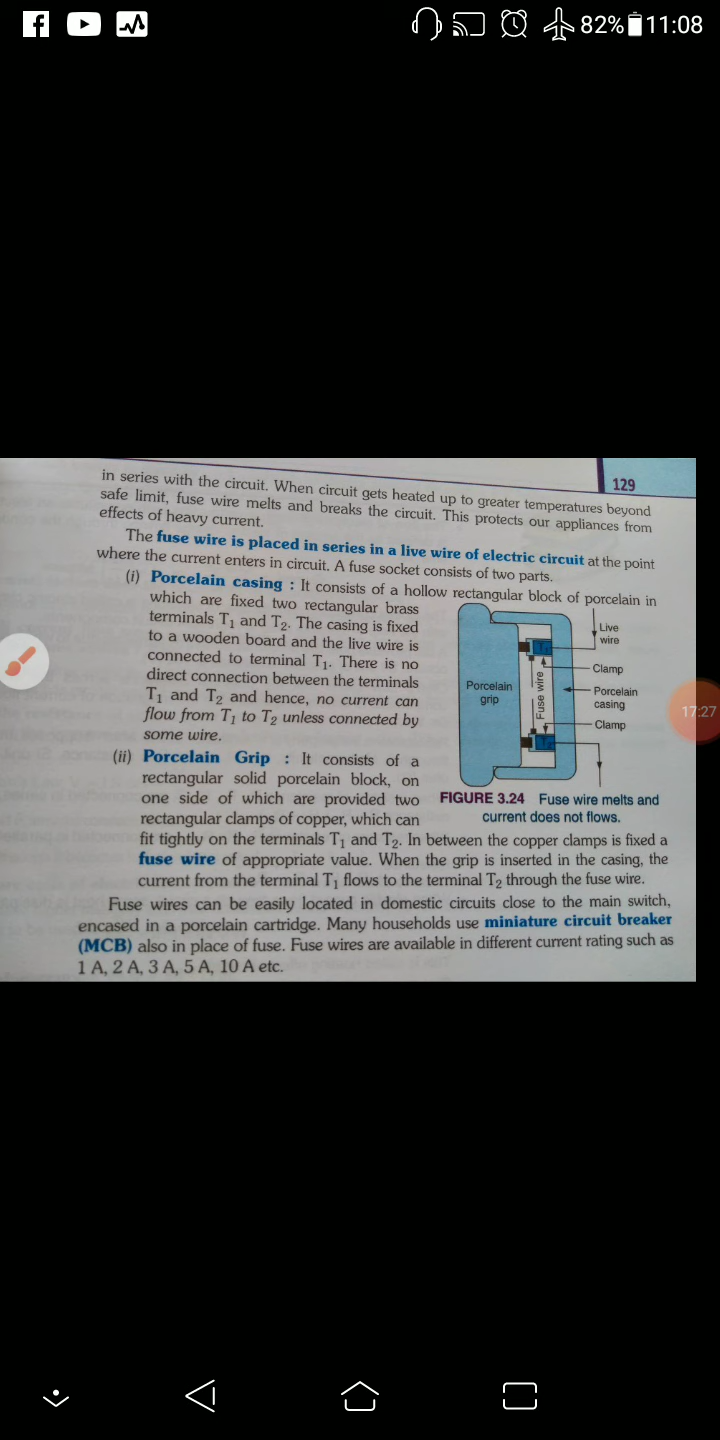 82% 11:08
129
in series with the circuit. When circuit gets heated up to greater temperatures beyond
safe limit, fuse wire melts and breaks the circuit. This protects our appliances from
effects of heavy current.
The fuse wire is placed in series in a live wire of electric circuit at the point
where the current enters in circuit. A fuse socket consists of two parts.
(i) Porcelain casing : It consists of a hollow rectangular block of porcelain in
which are fixed two rectangular brass
terminals T₁ and T₂. The casing is fixed
to a wooden board and the live wire is
connected to terminal T₁. There is no
direct connection between the terminals
T₁ and T₂ and hence, no current can
flow from T₁ to T₂ unless connected by
some wire.
(ii) Porcelain Grip : It consists of a
rectangular solid porcelain block, on
one side of which are provided two
rectangular clamps of copper, which can
fit tightly on the terminals T₁ and T₂. In between the copper clamps is fixed a
fuse wire of appropriate value. When the grip is inserted in the casing, the
current from the terminal T₁ flows to the terminal T₂ through the fuse wire.
Live
wire
T₁
Clamp
Porcelain
grip
Fuse wire
Porcelain
casing
Clamp
T₂
17:27
FIGURE 3.24 Fuse wire melts and
current does not flows.
Fuse wires can be easily located in domestic circuits close to the main switch,
encased in a porcelain cartridge. Many households use miniature circuit breaker
(MCB) also in place of fuse. Fuse wires are available in different current rating such as
1 A, 2 A, 3 A, 5 A, 10 A etc.